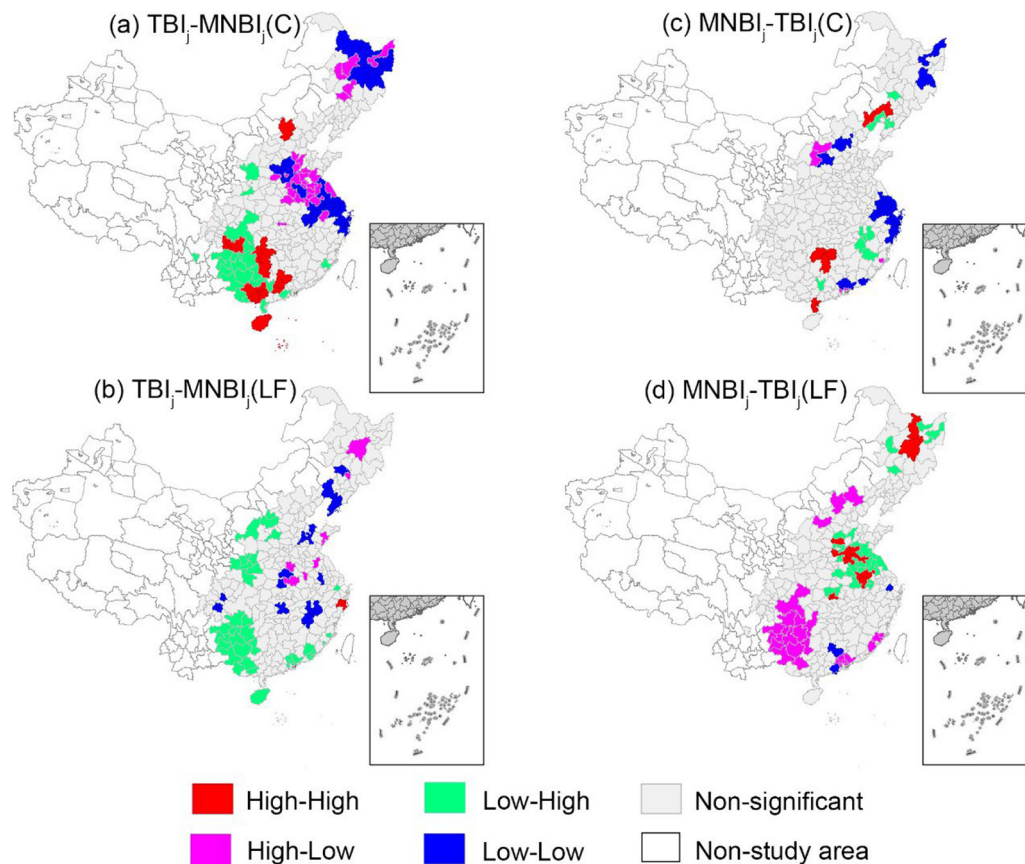 (a) TBIj-MNBIj(C)
(c) MNBIj-TBIj(C)
(b) TBIj-MNBIj(LF)
(d) MNBIj-TBIj(LF)
High-High
Low-High
Non-significant
High-Low
Low-Low
Non-study area